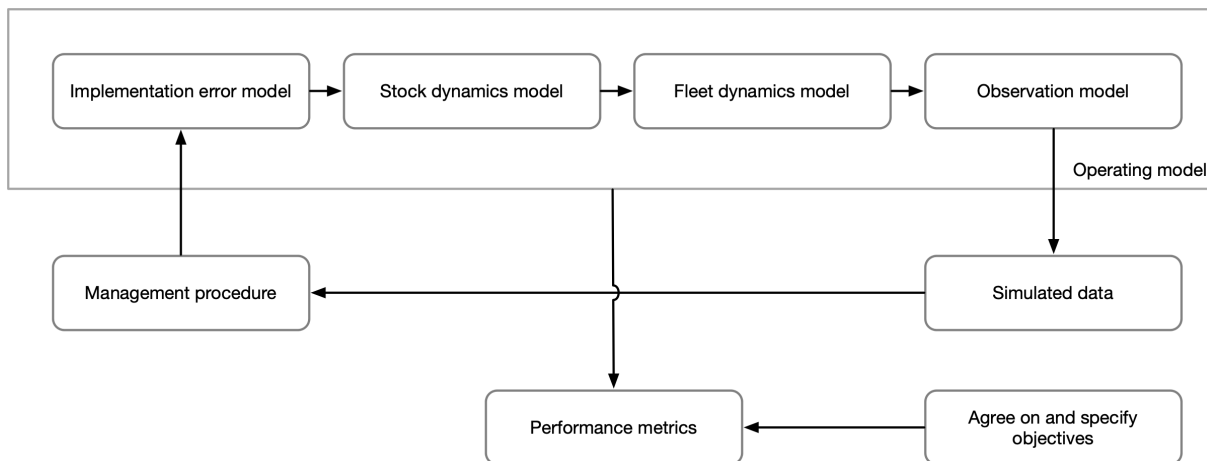 Implementation error model
Stock dynamics model
Fleet dynamics model
Observation model
Operating model
Management procedure
Simulated data
Performance metrics
Agree on and specify
objectives